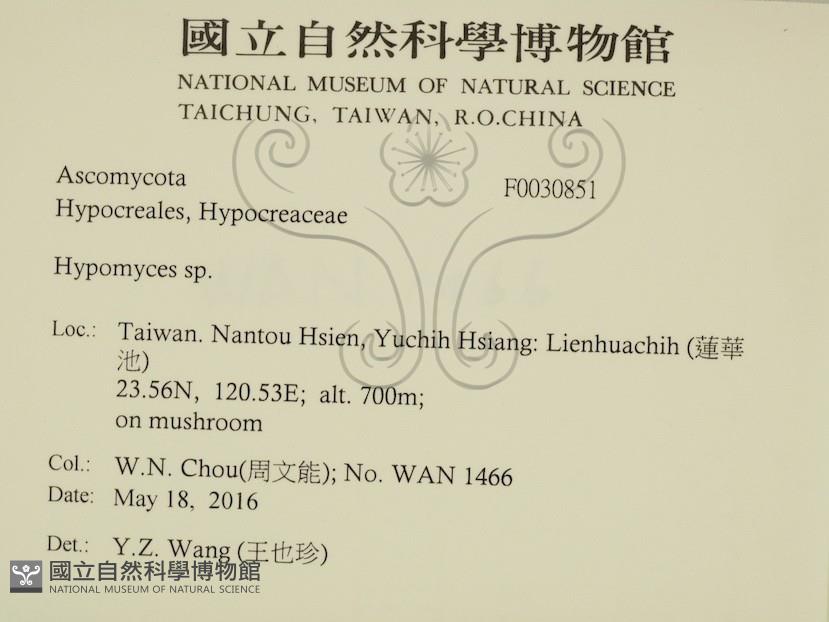 國立自然科學博物館
NATIONAL MUSEUM OF NATURAL SCIENCE
TAICHUNG, TAIWAN, R.O.CHINA
Ascomycota F0030851
Hypocreales, Hypocreaceae
Hypomyces sp.
Loc.: Taiwan. Nantou Hsien, Yuchih Hsiang: Lienhuachih (蓮華
池)
23.56N, 120.53E; alt. 700m;
on mushroom
Col.: W.N. Chou(周文能); No. WAN 1466
Date: May 18, 2016
Det.: Y.Z. Wang (王也珍)
國立自然科學博物館
NATIONAL MUSEUM OF NATURAL SCIENCE